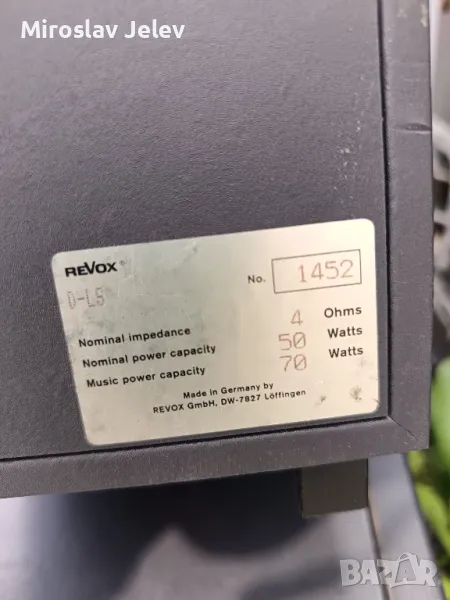 Miroslav Jelev
REVOX®
No. 1452
D-L5
Nominal impedance 4 Ohms
Nominal power capacity 50 Watts
Music power capacity 70 Watts
Made in Germany by
REVOX GmbH, DW-7827 Löffingen
BAZAR